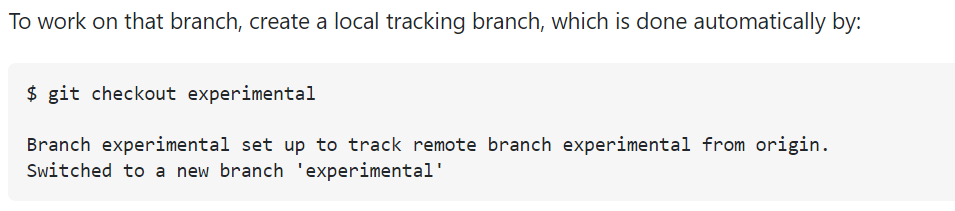 To work on that branch, create a local tracking branch, which is done automatically by:
$ git checkout experimental
Branch experimental set up to track remote branch experimental from origin.
Switched to a new branch 'experimental'